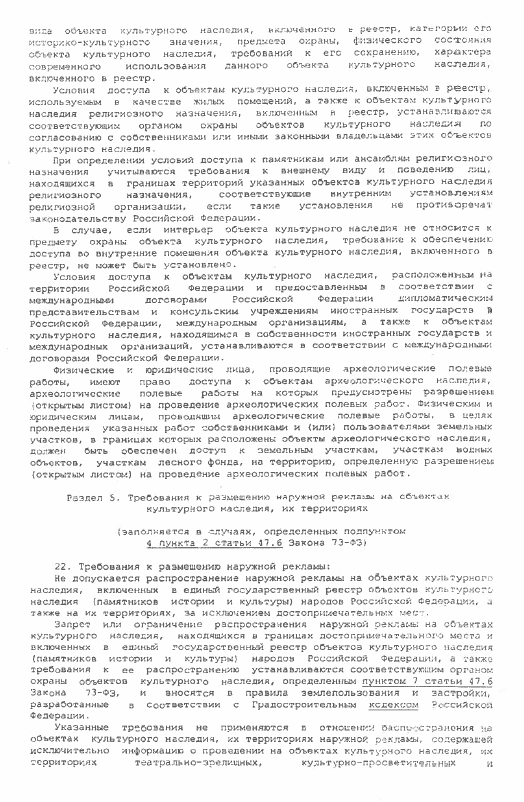 вида объекта культурного наследия, включенного в реестр, категории его
историко-культурного значения, предмета охраны, физического состояния
объекта культурного наследия, требований к его сохранению, характера
современного использования данного объекта культурного наследия,
включенного в реестр.
Условия доступа к объектам культурного наследия, включенным в реестр,
используемым в качестве жилых помещений, а также к объектам культурного
наследия религиозного назначения, включенным в реестр, устанавливаются
соответствующим органом охраны объектов культурного наследия по
согласованию с собственниками или иными законными владельцами этих объектов
культурного наследия.
При определении условий доступа к памятникам или ансамблям религиозного
назначения учитываются требования к внешнему виду и поведению лиц,
находящихся в границах территорий указанных объектов культурного наследия
религиозного назначения, соответствующие внутренним установлениям
религиозной организации, если такие установления не противоречат
законодательству Российской Федерации.
В случае, если интерьер объекта культурного наследия не относится к
предмету охраны объекта культурного наследия, требование к обеспечению
доступа во внутренние помещения объекта культурного наследия, включенного в
реестр, не может быть установлено.
Условия доступа к объектам культурного наследия, расположенным на
территории Российской Федерации и предоставленным в соответствии с
международными договорами Российской Федерации дипломатическим
представительствам и консульским учреждениям иностранных государств в
Российской Федерации, международным организациям, а также к объектам
культурного наследия, находящимся в собственности иностранных государств и
международных организаций, устанавливаются в соответствии с международными
договорами Российской Федерации.
Физические и юридические лица, проводящие археологические полевые
работы, имеют право доступа к объектам археологического наследия,
археологические полевые работы на которых предусмотрены разрешением
(открытым листом) на проведение археологических полевых работ. Физическим и
юридическим лицам, проводящим археологические полевые работы, в целях
проведения указанных работ собственниками и (или) пользователями земельных
участков, в границах которых расположены объекты археологического наследия,
должен быть обеспечен доступ к земельным участкам, участкам водных
объектов, участкам лесного фонда, на территорию, определенную разрешением
(открытым листом) на проведение археологических полевых работ.
Раздел 5. Требования к размещению наружной рекламы на объектах
культурного наследия, их территориях
(заполняется в случаях, определенных подпунктом
4 пункта 2 статьи 47.6 Закона 73-ФЗ)
22. Требования к размещению наружной рекламы:
Не допускается распространение наружной рекламы на объектах культурного
наследия, включенных в единый государственный реестр объектов культурного
наследия (памятников истории и культуры) народов Российской Федерации, а
также на их территориях, за исключением достопримечательных мест.
Запрет или ограничение распространения наружной рекламы на объектах
культурного наследия, находящихся в границах достопримечательного места и
включенных в единый государственный реестр объектов культурного наследия
(памятников истории и культуры) народов Российской Федерации, а также
требования к ее распространению устанавливаются соответствующим органом
охраны объектов культурного наследия, определенным пунктом 7 статьи 47.6
Закона 73-ФЗ, и вносятся в правила землепользования и застройки,
разработанные в соответствии с Градостроительным кодексом Российской
Федерации.
Указанные требования не применяются в отношении распространения на
объектах культурного наследия, их территориях наружной рекламы, содержащей
исключительно информацию о проведении на объектах культурного наследия, их
территориях театрально-зрелищных, культурно-просветительных и